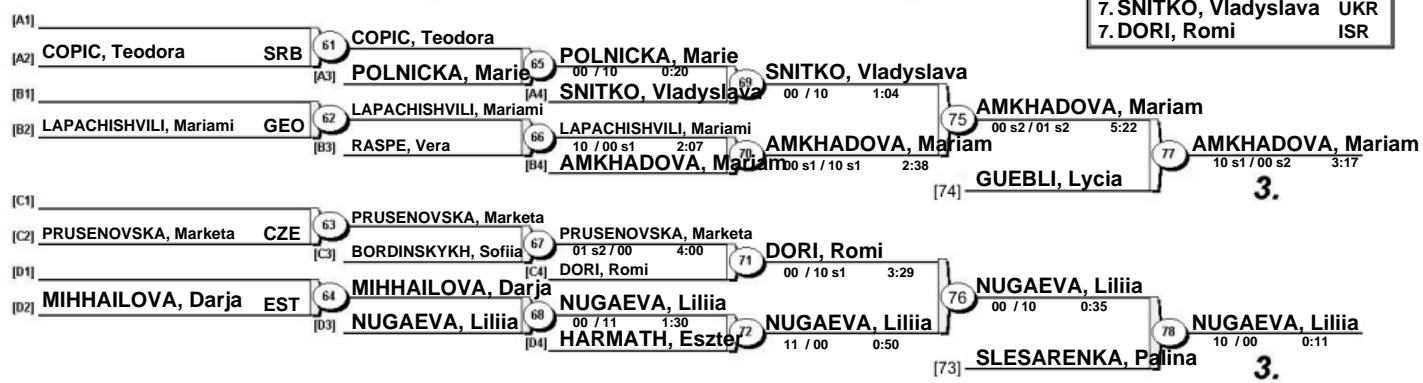 7. SNITKO, Vladyslava UKR
7. DORI, Romi ISR
[A1]
[A2] COPIC, Teodora SRB
61
COPIC, Teodora
[A3] POLNICKA, Marie
65
POLNICKA, Marie
00 / 10 0:20
[A4] SNITKO, Vladyslava
69
SNITKO, Vladyslava
00 / 10 1:04
[B1]
[B2] LAPACHISHVILI, Mariami GEO
62
LAPACHISHVILI, Mariami
[B3] RASPE, Vera
66
LAPACHISHVILI, Mariami
10 / 00 s1 2:07
[B4] AMKHADOVA, Mariam
70
AMKHADOVA, Mariam
00 s1 / 10 s1 2:38
75
AMKHADOVA, Mariam
00 s2 / 01 s2 5:22
[74] GUEBLI, Lycia
77
AMKHADOVA, Mariam
10 s1 / 00 s2 3:17
3.
[C1]
[C2] PRUSENOVSKA, Marketa CZE
63
PRUSENOVSKA, Marketa
[C3] BORDINSKYKH, Sofiia
67
PRUSENOVSKA, Marketa
01 s2 / 00 4:00
[C4] DORI, Romi
71
DORI, Romi
00 / 10 s1 3:29
[D1]
[D2] MIHHAILOVA, Darja EST
64
MIHHAILOVA, Darja
[D3] NUGAEVA, Liliia
68
NUGAEVA, Liliia
00 / 11 1:30
[D4] HARMATH, Eszter
72
NUGAEVA, Liliia
11 / 00 0:50
76
NUGAEVA, Liliia
00 / 10 0:35
[73] SLESARENKA, Palina
78
NUGAEVA, Liliia
10 / 00 0:11
3.